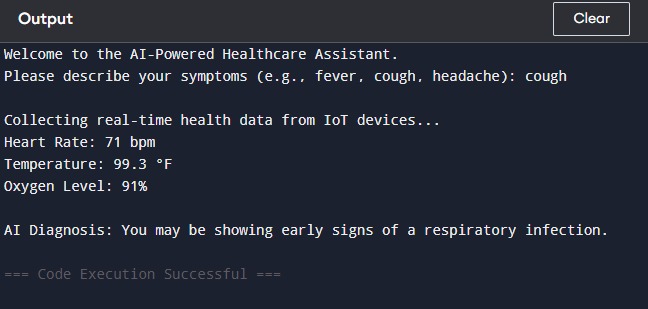 Output
Clear
Welcome to the AI-Powered Healthcare Assistant.
Please describe your symptoms (e.g., fever, cough, headache): cough
Collecting real-time health data from IoT devices...
Heart Rate: 71 bpm
Temperature: 99.3 °F
Oxygen Level: 91%
AI Diagnosis: You may be showing early signs of a respiratory infection.
=== Code Execution Successful ===